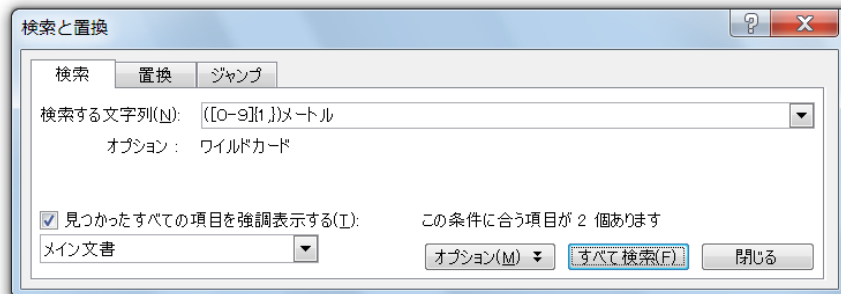 検索と置換
検索 置換 ジャンプ
検索する文字列(N): ([0-9]{1,})メートル
オプション : ワイルドカード
見つかったすべての項目を強調表示する(T): この条件に合う項目が 2 個あります
メイン文書 オプション(M) すべて検索(F) 閉じる